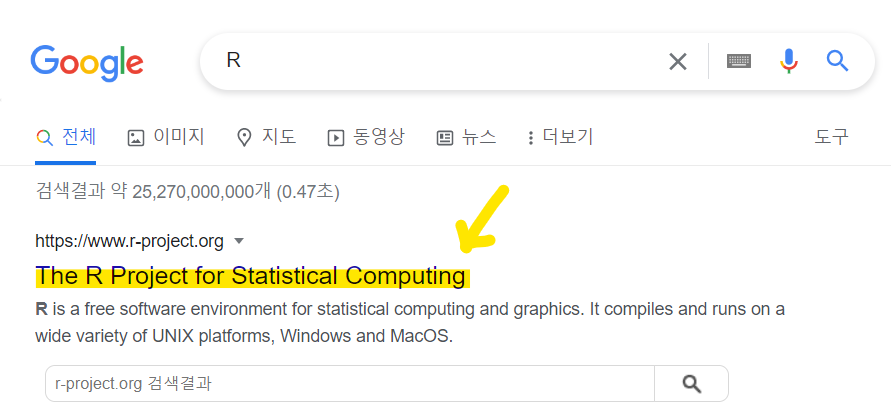 Google
R
전체 이미지 지도 동영상 뉴스 더보기 도구
검색결과 약 25,270,000,000개 (0.47초)
https://www.r-project.org
The R Project for Statistical Computing
R is a free software environment for statistical computing and graphics. It compiles and runs on a
wide variety of UNIX platforms, Windows and MacOS.
r-project.org 검색결과